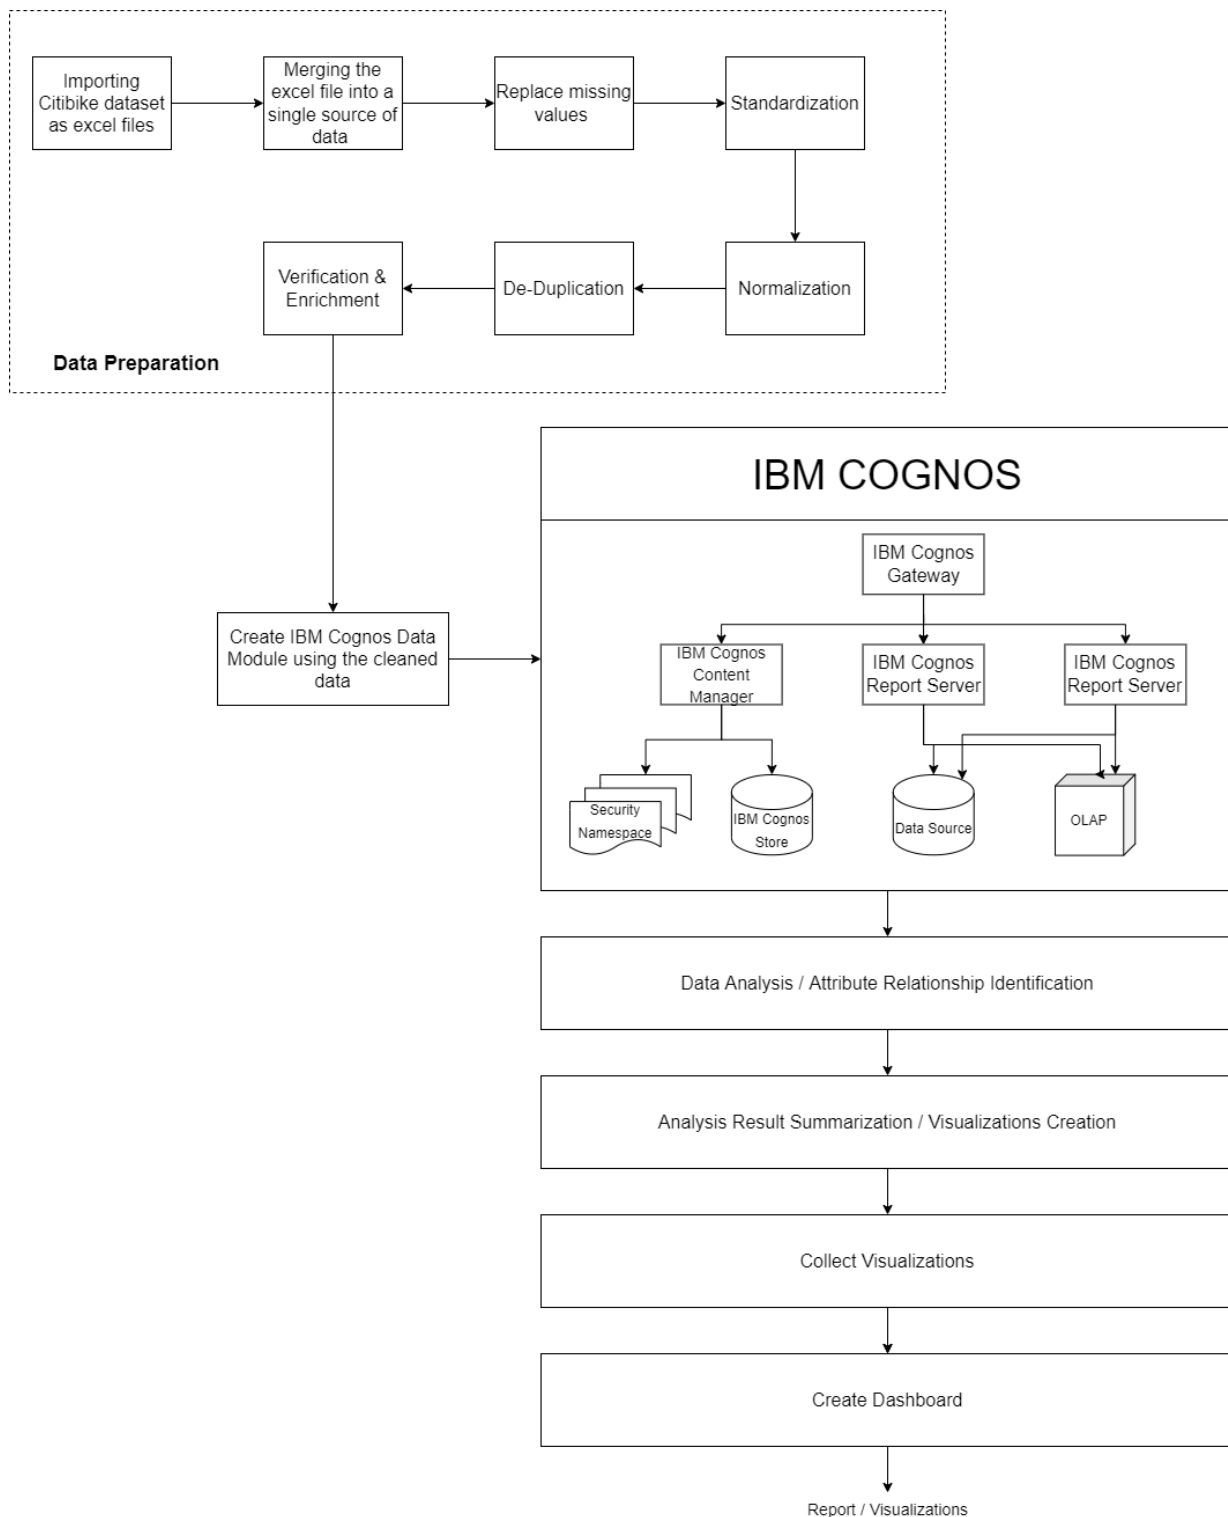 Importing
Citibike dataset
as excel files
Merging the
excel file into a
single source of
data
Replace missing
values
Standardization
Verification &
Enrichment
De-Duplication
Normalization
Data Preparation
IBM COGNOS
IBM Cognos
Gateway
Create IBM Cognos Data
Module using the cleaned
data
IBM Cognos
Content
Manager
IBM Cognos
Report Server
IBM Cognos
Report Server
Security
Namespace
IBM Cognos
Store
Data Source
OLAP
Data Analysis / Attribute Relationship Identification
Analysis Result Summarization / Visualizations Creation
Collect Visualizations
Create Dashboard
Report / Visualizations